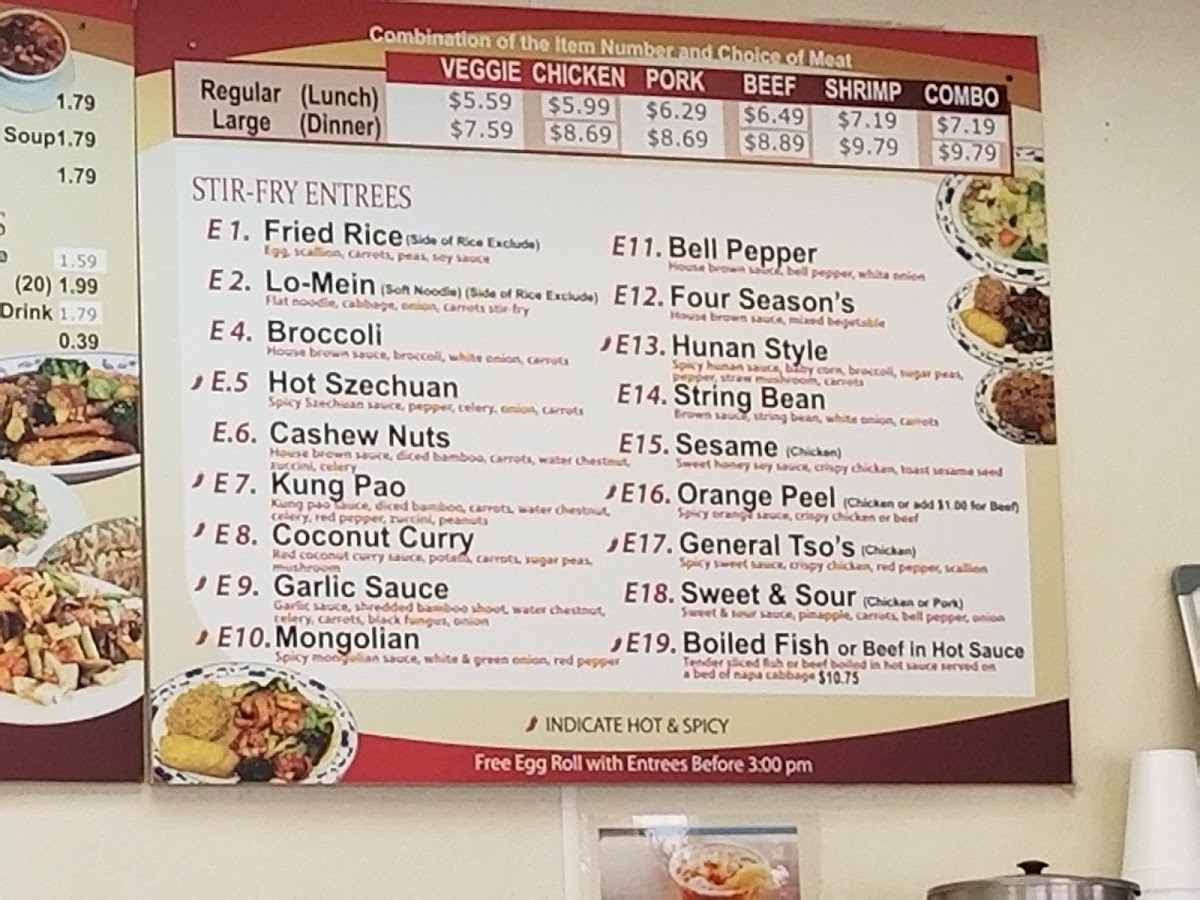 1.79
Soup1.79
1.79
1.59
(20) 1.99
Drink 1.79
0.39
Combination of the Item Number and Choice of Meat
VEGGIE CHICKEN PORK BEEF SHRIMP COMBO
Regular (Lunch) $5.59 $5.99 $6.29 $6.49 $7.19 $7.19
Large (Dinner) $7.59 $8.69 $8.69 $8.89 $9.79 $9.79
STIR-FRY ENTREES
E 1. Fried Rice (Side of Rice Exclude)
Egg, scallion, carrots, peas, soy sauce
E 2. Lo-Mein (Soft Noodle) (Side of Rice Exclude)
Flat noodle, cabbage, onion, carrots stir-fry
E 4. Broccoli
House brown sauce, broccoli, white onion, carrots
E.5 Hot Szechuan
Spicy Szechuan sauce, pepper, celery, onion, carrots
E.6. Cashew Nuts
House brown sauce, diced bamboo, carrots, water chestnut,
zuccini, celery
E 7. Kung Pao
Kung pao sauce, diced bamboo, carrots, water chestnut,
celery, red pepper, zuccini, peanuts
E 8. Coconut Curry
Red coconut curry sauce, potato, carrots, sugar peas,
mushroom
E 9. Garlic Sauce
Garlic sauce, shredded bamboo shoot, water chestnut,
celery, carrots, black fungus, onion
E10. Mongolian
Spicy mongolian sauce, white & green onion, red pepper
E11. Bell Pepper
House brown sauce, bell pepper, white onion
E12. Four Season's
House brown sauce, mixed begetable
E13. Hunan Style
Spicy hunan sauce, baby corn, broccoli, sugar peas,
pepper, straw mushroom, carrots
E14. String Bean
Brown sauce, string bean, white onion, carrots
E15. Sesame (Chicken)
Sweet honey soy sauce, crispy chicken, toast sesame seed
E16. Orange Peel (Chicken or add $1.00 for Beef)
Spicy orange sauce, crispy chicken or beef
E17. General Tso's (Chicken)
Spicy sweet sauce, crispy chicken, red pepper, scallion
E18. Sweet & Sour (Chicken or Pork)
Sweet & sour sauce, pinapple, carrots, bell pepper, onion
E19. Boiled Fish or Beef in Hot Sauce
Tender sliced fish or beef boiled in hot sauce served on
a bed of napa cabbage $10.75
INDICATE HOT & SPICY
Free Egg Roll with Entrees Before 3:00 pm